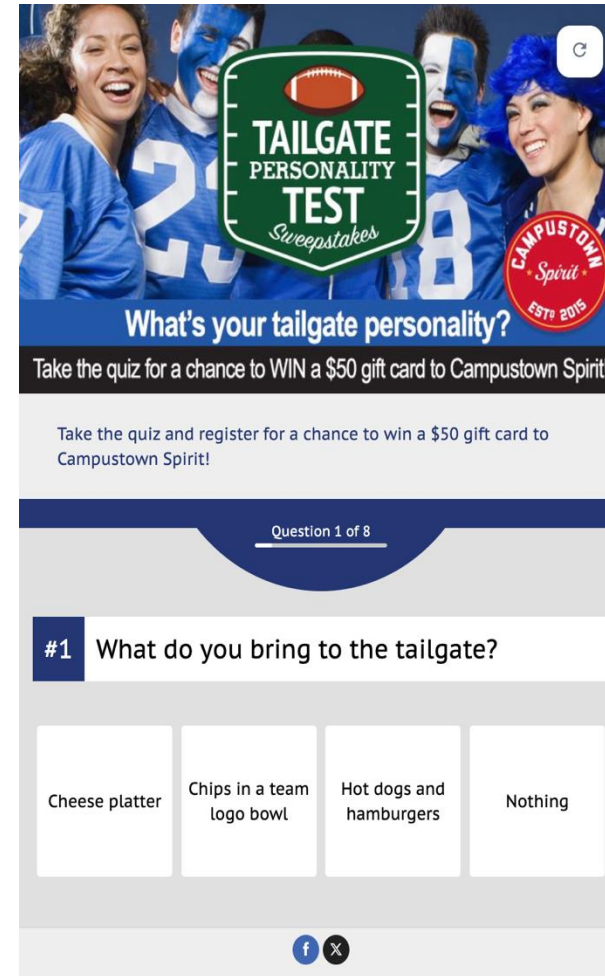 TAILGATE
PERSONALITY
TEST
Sweepstakes
CAMPUSTOWN
Spirit
ESTD 2015
What's your tailgate personality?
Take the quiz for a chance to WIN a $50 gift card to Campustown Spirit
Take the quiz and register for a chance to win a $50 gift card to
Campustown Spirit!
Question 1 of 8
#1 What do you bring to the tailgate?
Cheese platter
Chips in a team
logo bowl
Hot dogs and
hamburgers
Nothing
f X